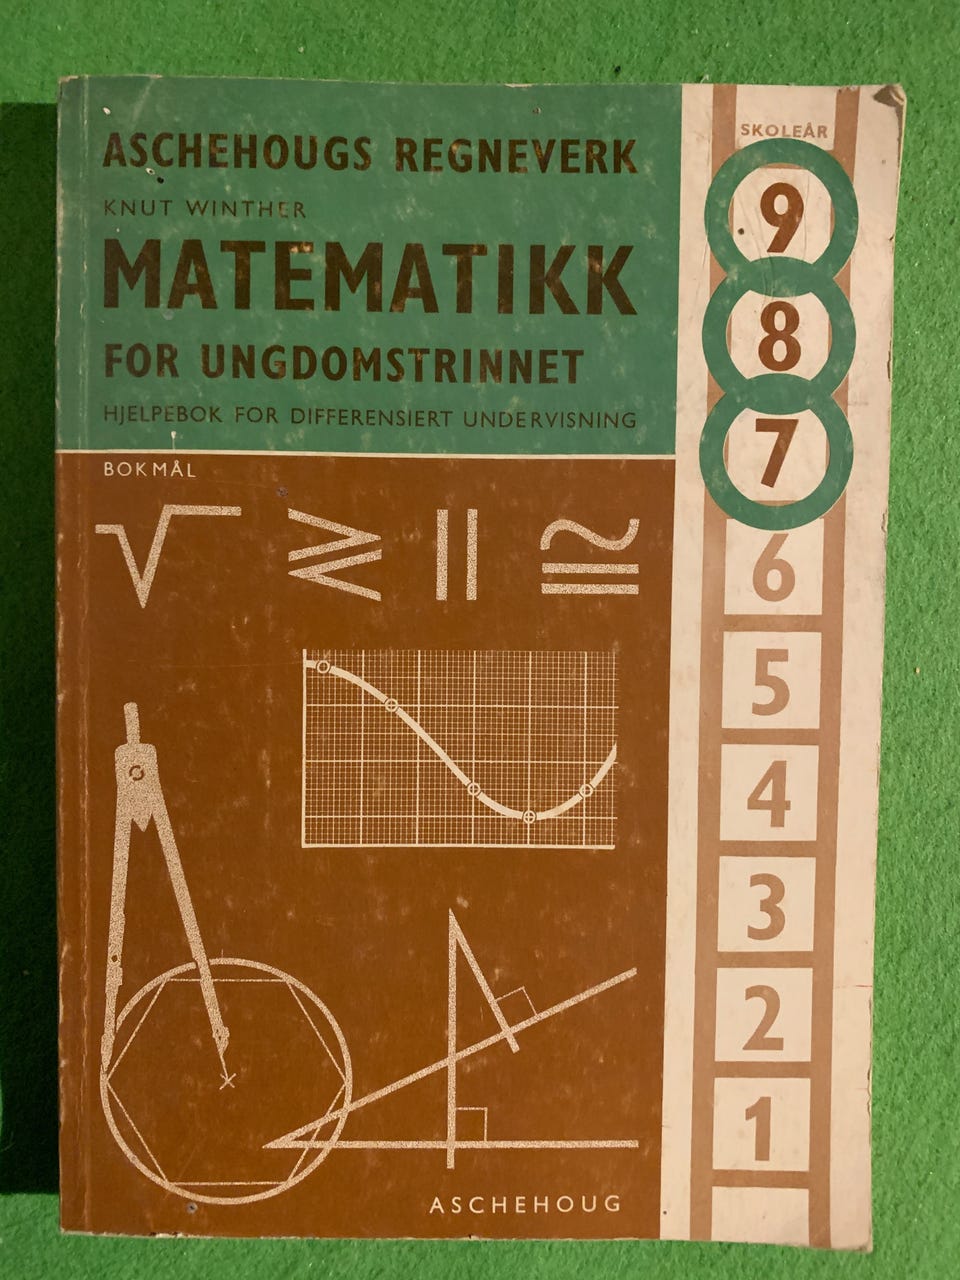 ASCHEHOUGS REGNEVERK
KNUT WINTHER
MATEMATIKK
FOR UNGDOMSTRINNET
HJELPEBOK FOR DIFFERENSIERT UNDERVISNING
BOKMÅL
√ ≷ || ≅
ASCHEHOUG
SKOLEÅR
9
8
7
6
5
4
3
2
1